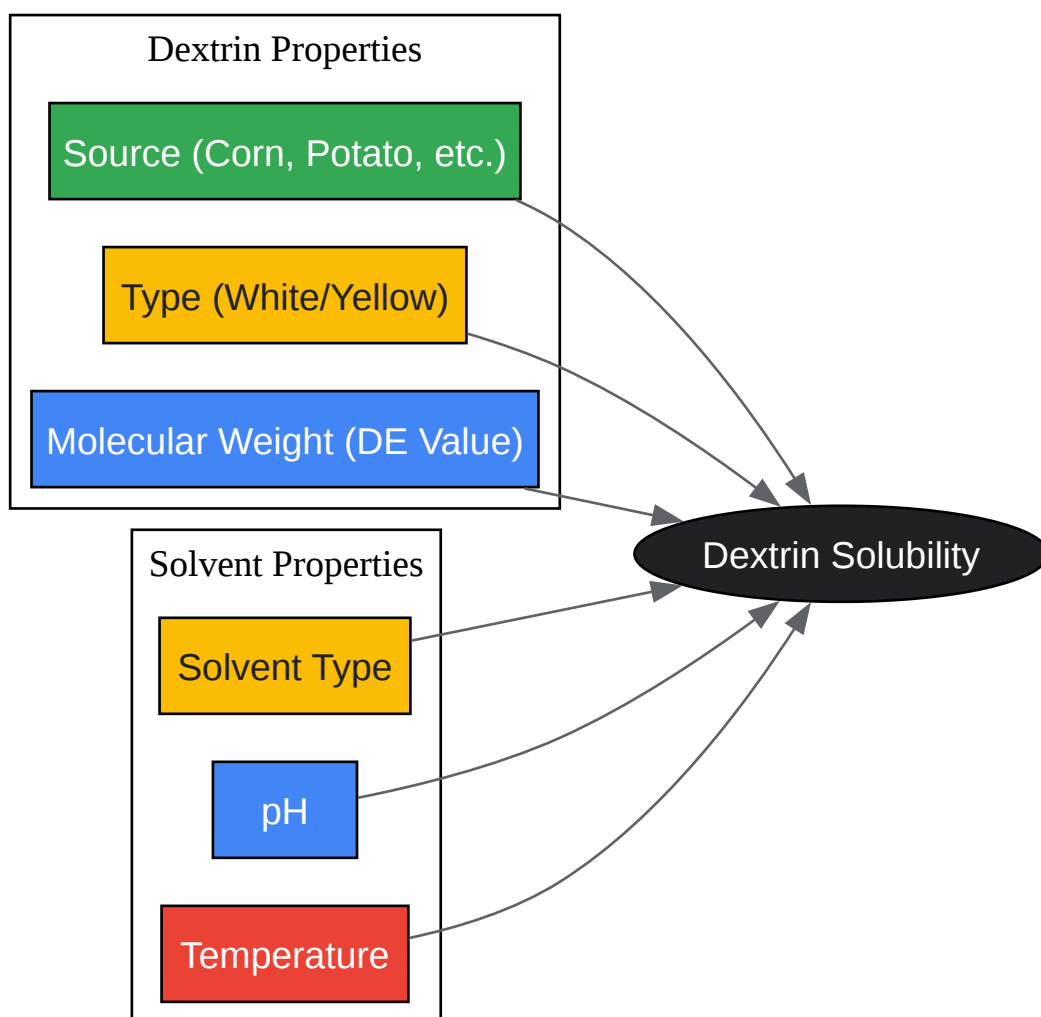 Dextrin Properties
Source (Corn, Potato, etc.)
Type (White/Yellow)
Molecular Weight (DE Value)
Solvent Properties
Solvent Type
pH
Temperature
Dextrin Solubility